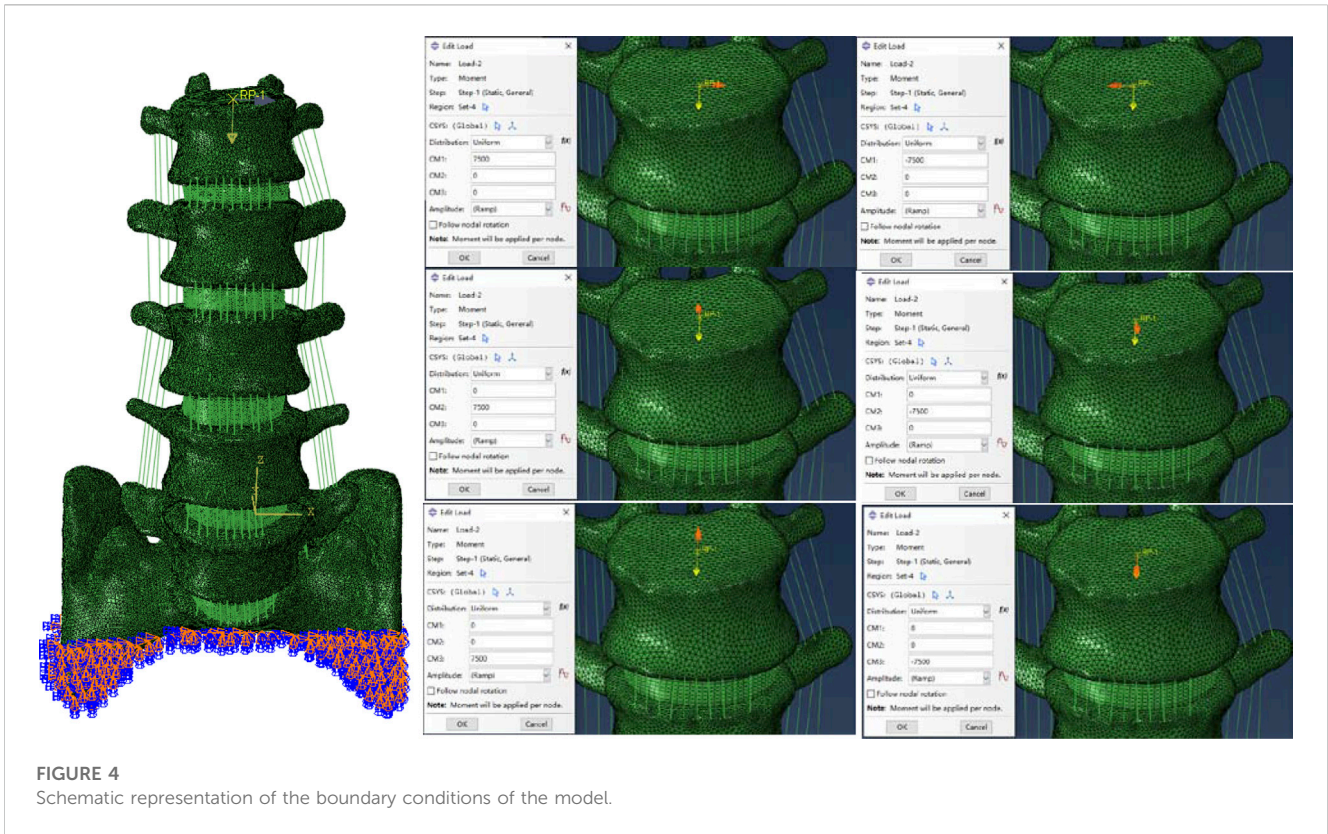 RP-1
Z
X
Edit Load
Name: Load-2
Type: Moment
Step: Step-1 (Static, General)
Region: Set-4
CSYS: (Global)
Distribution: Uniform f(x)
CM1: 7500
CM2: 0
CM3: 0
Amplitude: (Ramp)
Follow nodal rotation
Note: Moment will be applied per node.
OK Cancel
RP-1
Edit Load
Name: Load-2
Type: Moment
Step: Step-1 (Static, General)
Region: Set-4
CSYS: (Global)
Distribution: Uniform f(x)
CM1: -7500
CM2: 0
CM3: 0
Amplitude: (Ramp)
Follow nodal rotation
Note: Moment will be applied per node.
OK Cancel
RP-1
Edit Load
Name: Load-2
Type: Moment
Step: Step-1 (Static, General)
Region: Set-4
CSYS: (Global)
Distribution: Uniform f(x)
CM1: 0
CM2: 7500
CM3: 0
Amplitude: (Ramp)
Follow nodal rotation
Note: Moment will be applied per node.
OK Cancel
RP-1
Edit Load
Name: Load-2
Type: Moment
Step: Step-1 (Static, General)
Region: Set-4
CSYS: (Global)
Distribution: Uniform f(x)
CM1: 0
CM2: -7500
CM3: 0
Amplitude: (Ramp)
Follow nodal rotation
Note: Moment will be applied per node.
OK Cancel
RP-1
Edit Load
Name: Load-2
Type: Moment
Step: Step-1 (Static, General)
Region: Set-4
CSYS: (Global)
Distribution: Uniform f(x)
CM1: 0
CM2: 0
CM3: 7500
Amplitude: (Ramp)
Follow nodal rotation
Note: Moment will be applied per node.
OK Cancel
RP-1
Edit Load
Name: Load-2
Type: Moment
Step: Step-1 (Static, General)
Region: Set-4
CSYS: (Global)
Distribution: Uniform f(x)
CM1: 0
CM2: 0
CM3: -7500
Amplitude: (Ramp)
Follow nodal rotation
Note: Moment will be applied per node.
OK Cancel
RP-1
FIGURE 4
Schematic representation of the boundary conditions of the model.